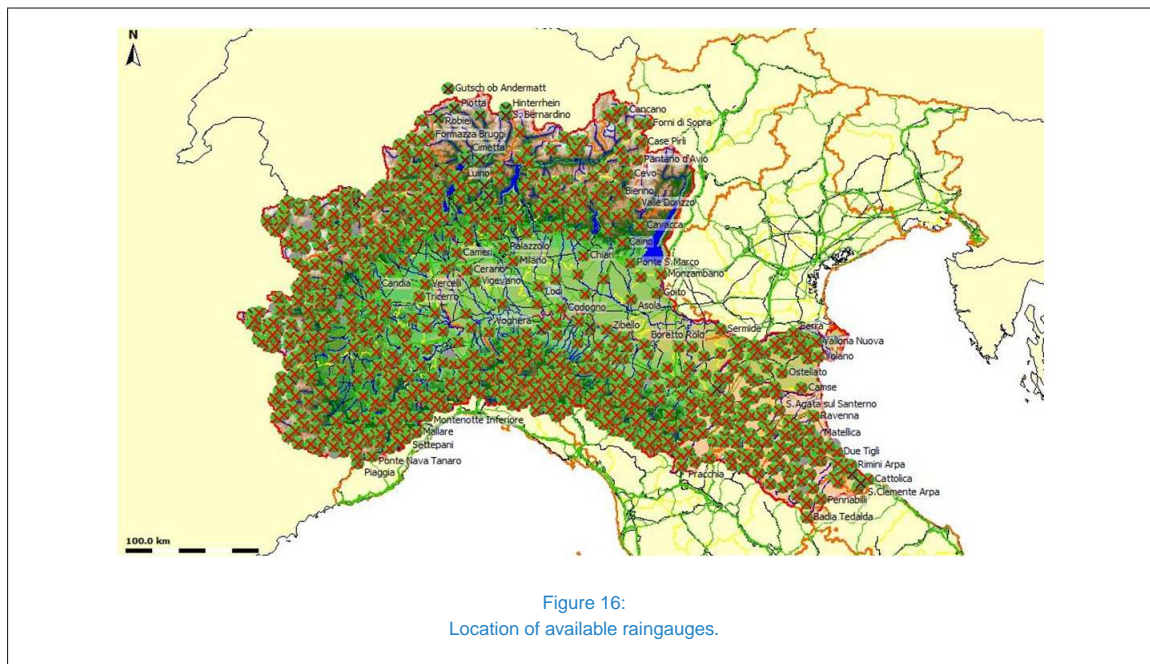 N
Gutsch ob Andermatt
Piotta
Hinterrhein
S. Bernardino
Cancano
Robiei
Forni di Sopra
Formazza Bruggi
Case Pirli
Cimetta
Pantano d'Avio
Luino
Cevo
Bienno
Valle Dorizzo
Cavacca
Palazzolo
Caino
Cameri
Milano
Chiari
Ponte S.Marco
Cerano
Monzambano
Candia
Vercelli
Vigevano
Lodi
Goito
Tricerro
Codogno
Asola
Voghera
Zibello
Boretto Rolo
Sermide
Berra
Vallona Nuova
Volano
Ostellato
Camse
S.Agata sul Santerno
Ravenna
Montenotte Inferiore
Mallare
Matellica
Settepani
Due Tigli
Ponte Nava Tanaro
Rimini Arpa
Piaggia
Pracchia
Cattolica
S.Clemente Arpa
Pennabilli
Badia Tedalda
100.0 km
Figure 16:
Location of available raingauges.